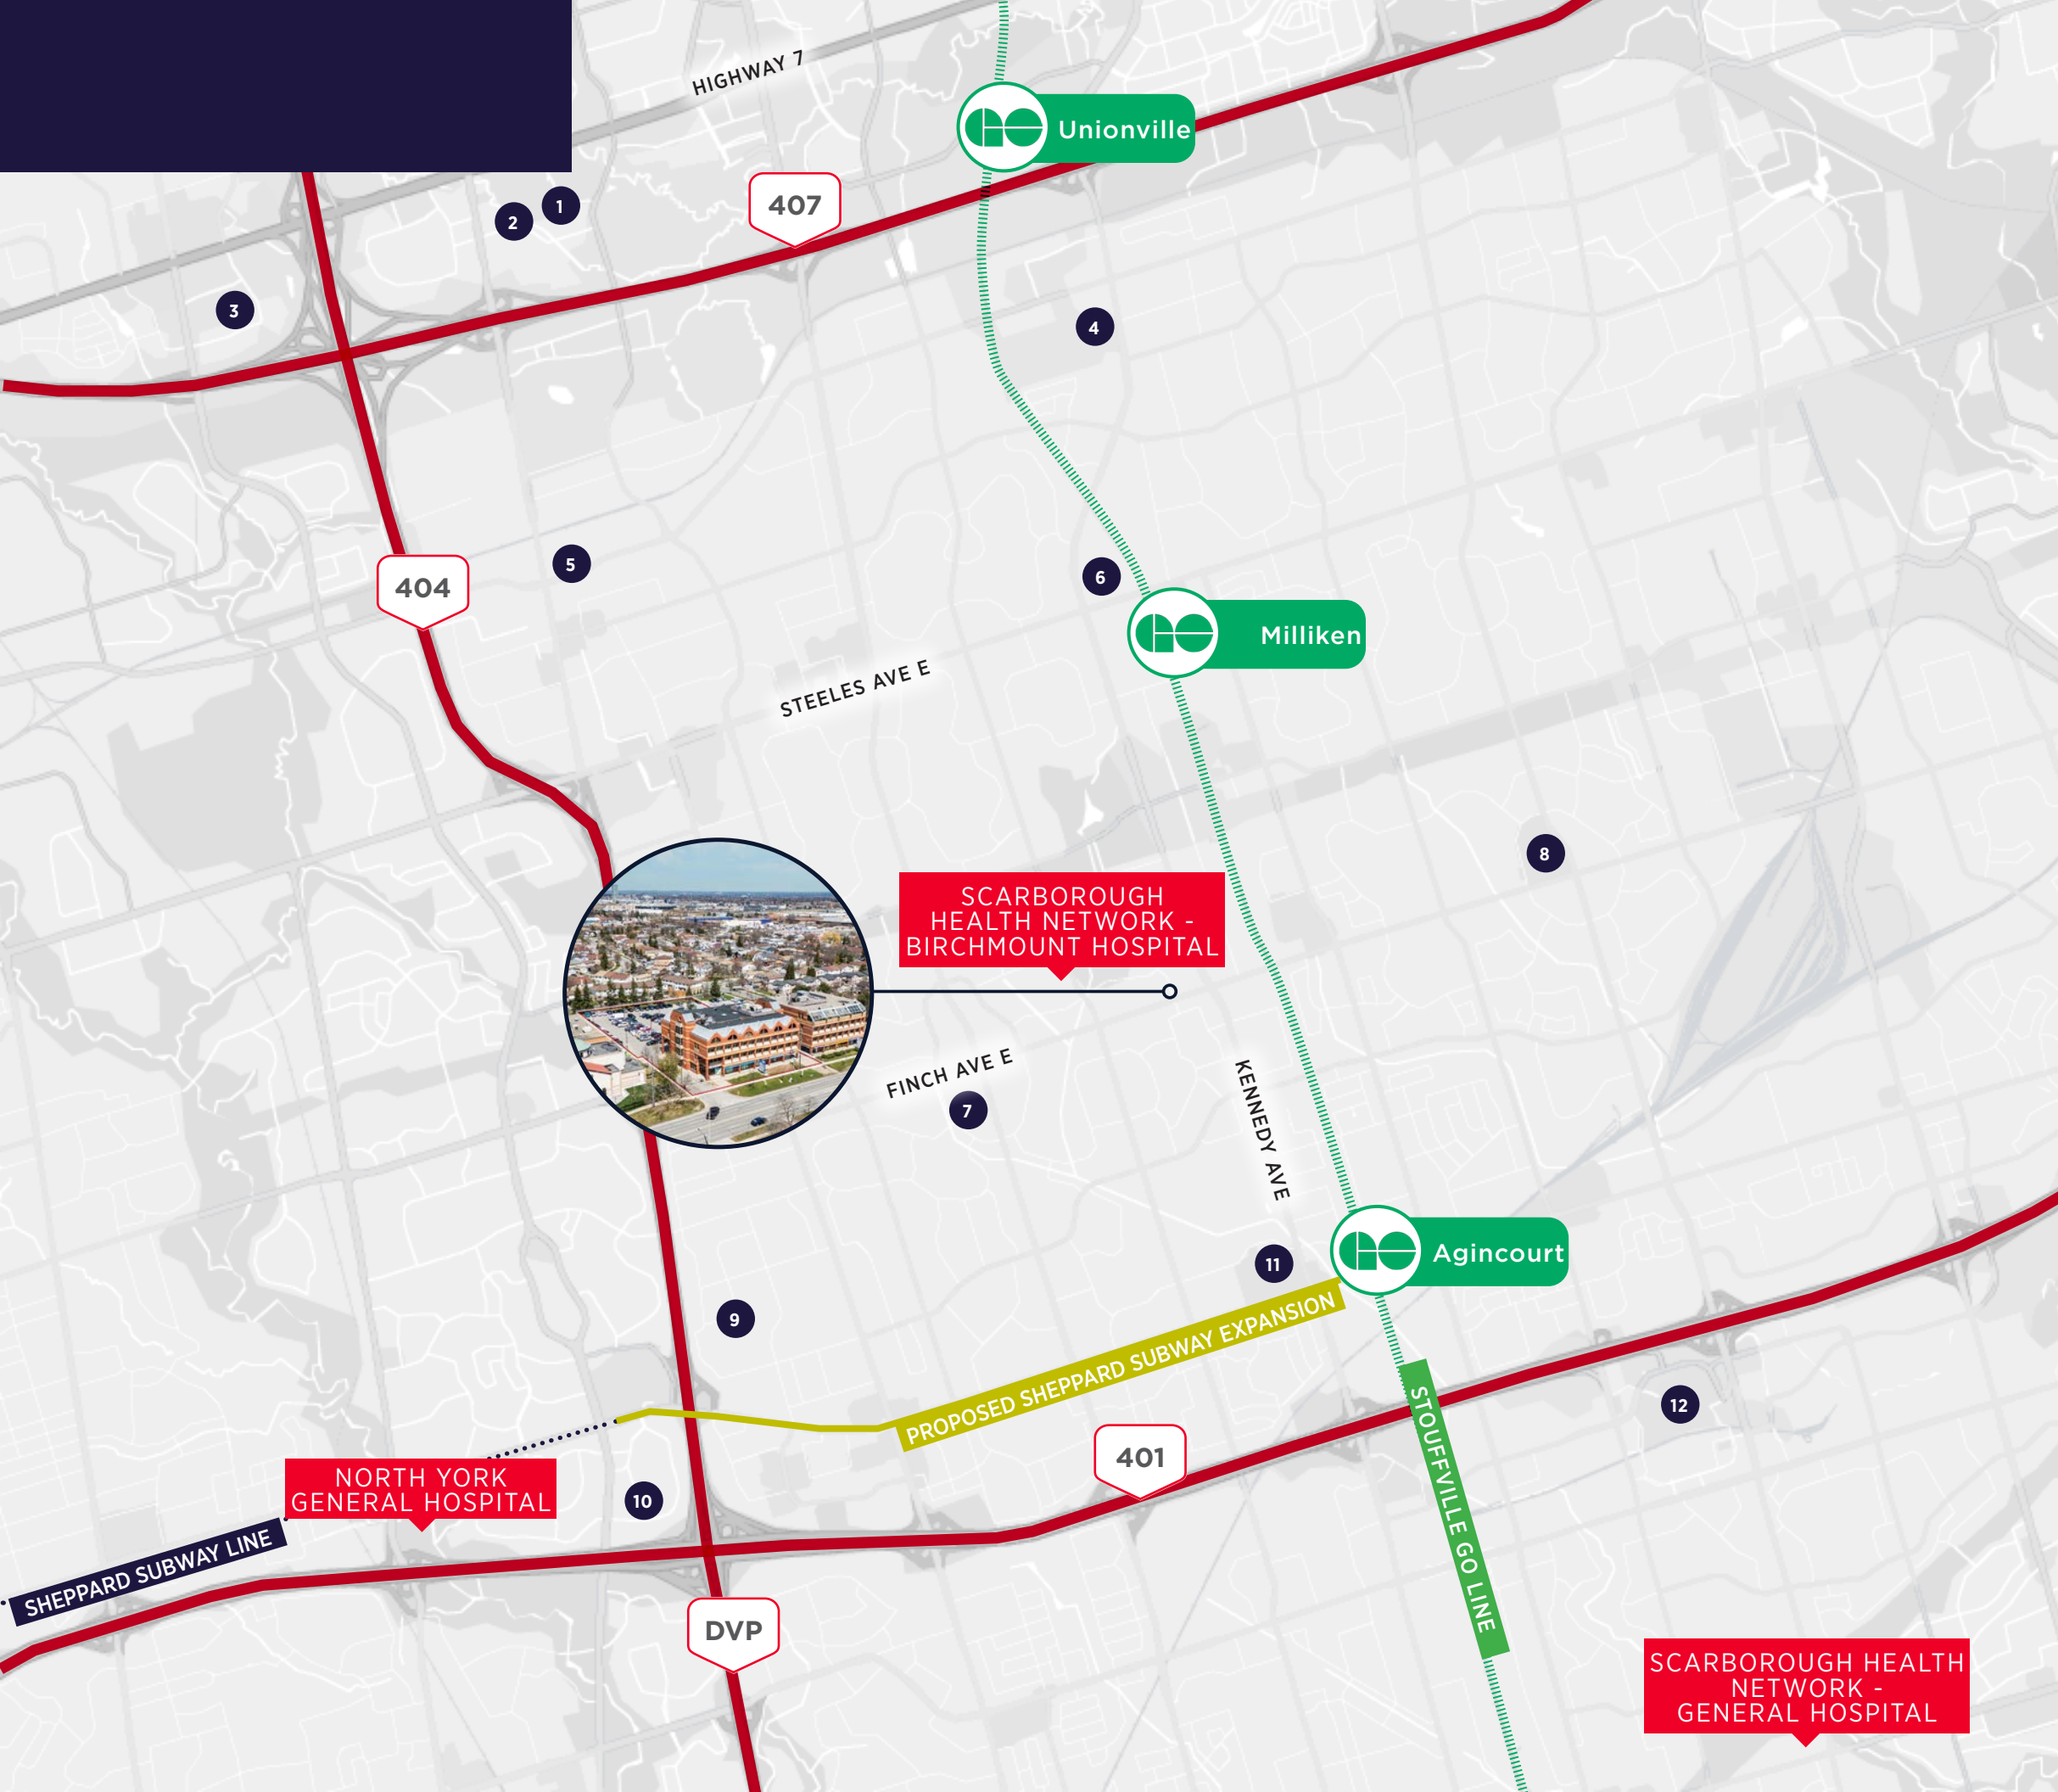 HIGHWAY 7
Unionville
407
1
2
3
4
404
5
6
Milliken
STEELES AVE E
8
SCARBOROUGH
HEALTH NETWORK -
BIRCHMOUNT HOSPITAL
FINCH AVE E
7
KENNEDY AVE
Agincourt
11
9
PROPOSED SHEPPARD SUBWAY EXPANSION
12
401
STOUFFVILLE GO LINE
NORTH YORK
GENERAL HOSPITAL
10
SHEPPARD SUBWAY LINE
DVP
SCARBOROUGH HEALTH
NETWORK -
GENERAL HOSPITAL